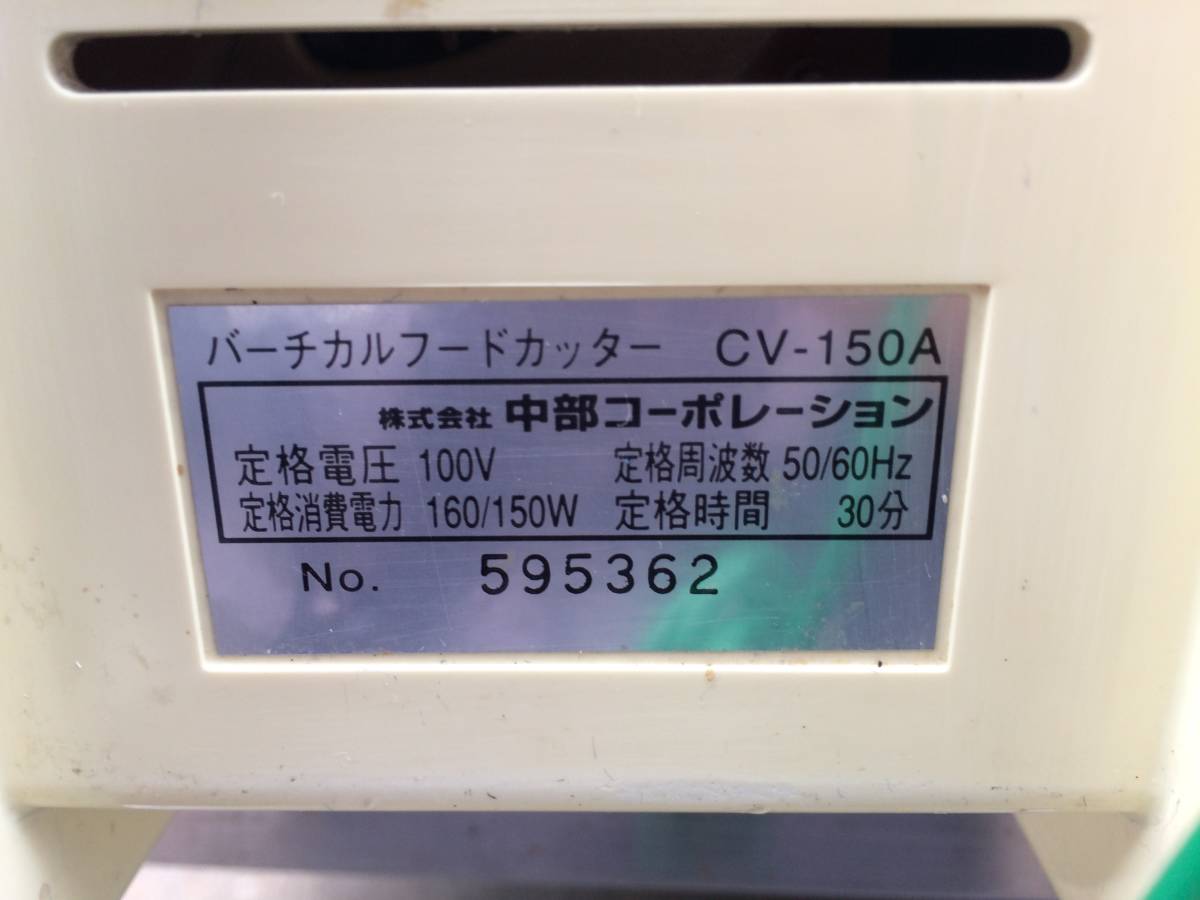 バーチカルフードカッター CV-150A
株式会社 中部コーポレーション
定格電圧 100V 定格周波数 50/60Hz
定格消費電力 160/150W 定格時間 30分
No. 595362